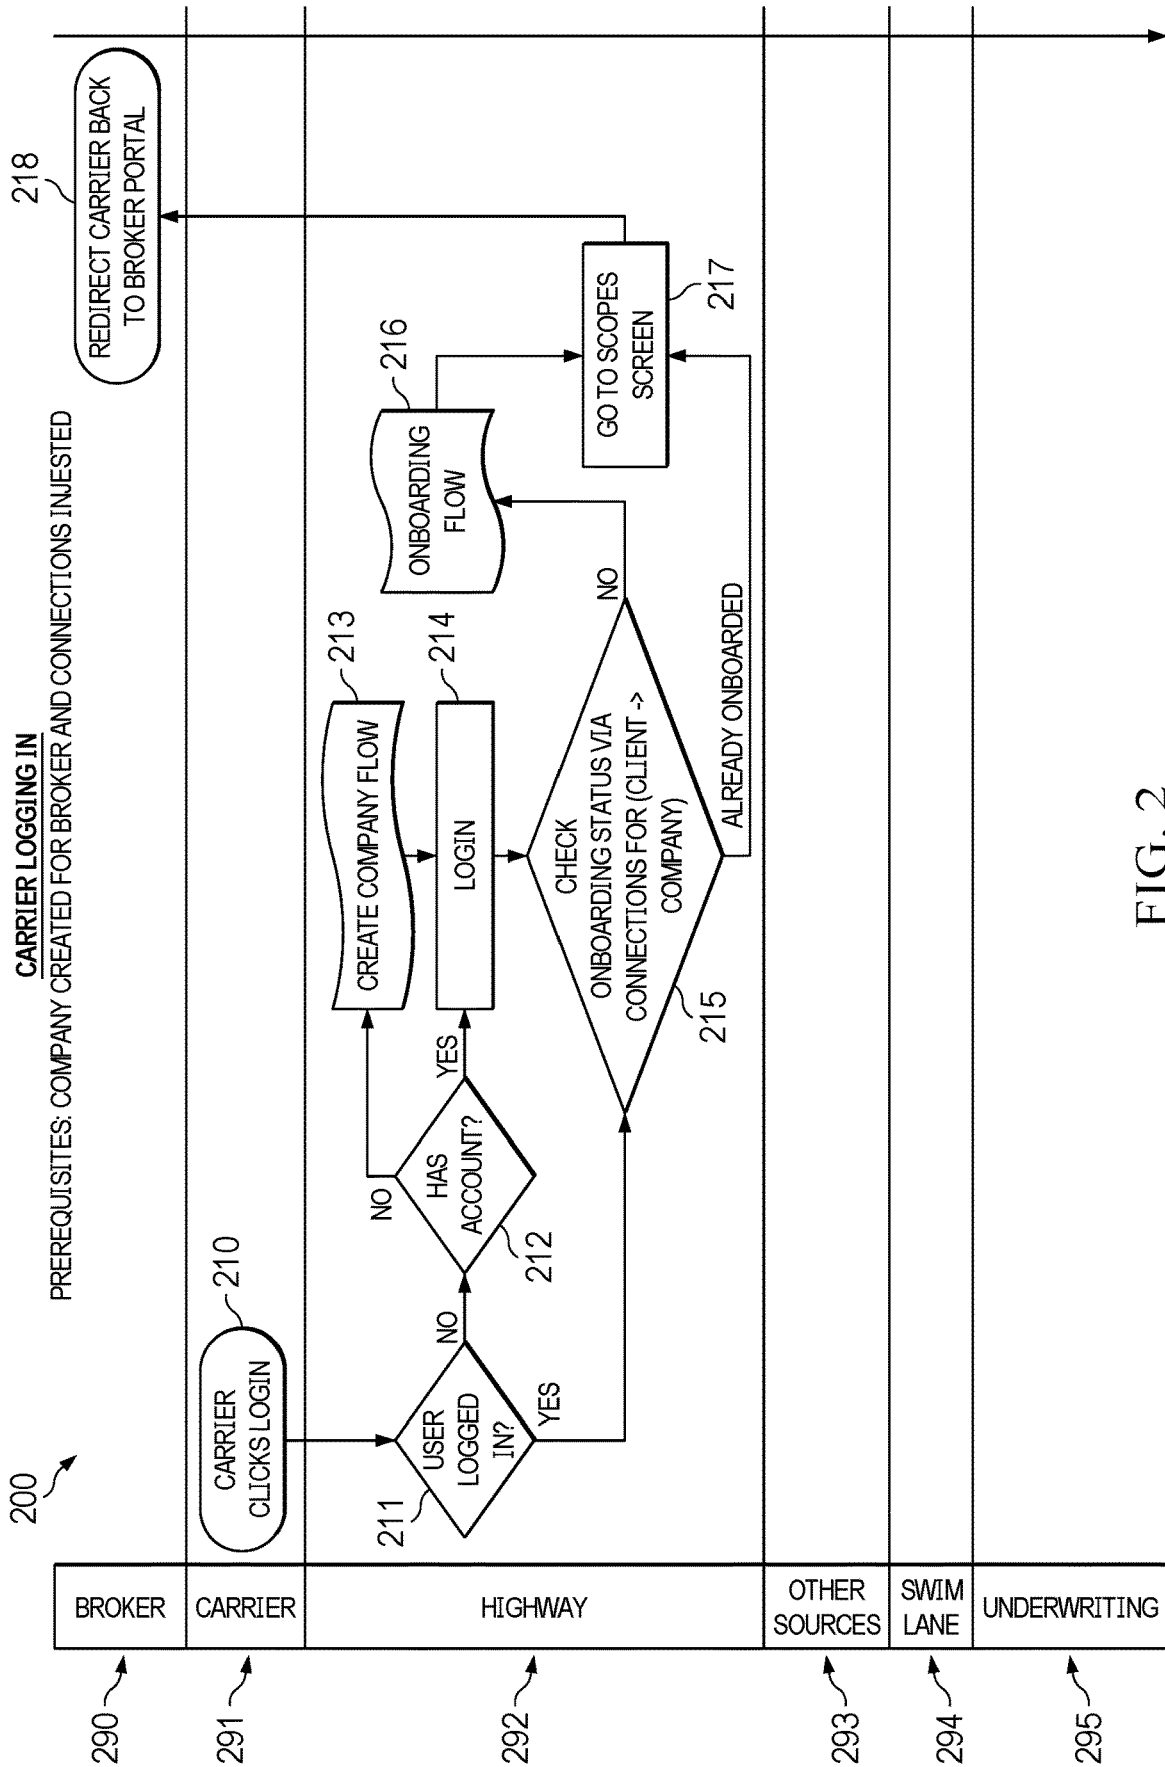 200
CARRIER LOGGING IN
PREREQUISITES: COMPANY CREATED FOR BROKER AND CONNECTIONS INJESTED
290
BROKER
REDIRECT CARRIER BACK
TO BROKER PORTAL
218
291
CARRIER
CARRIER
CLICKS LOGIN
210
292
HIGHWAY
USER
LOGGED
IN?
211
NO
YES
HAS
ACCOUNT?
212
NO
YES
CREATE COMPANY FLOW
213
LOGIN
214
CHECK
ONBOARDING STATUS VIA
CONNECTIONS FOR (CLIENT ->
COMPANY)
215
NO
ALREADY ONBOARDED
ONBOARDING
FLOW
216
GO TO SCOPES
SCREEN
217
293
OTHER
SOURCES
294
SWIM
LANE
295
UNDERWRITING
FIG. 2